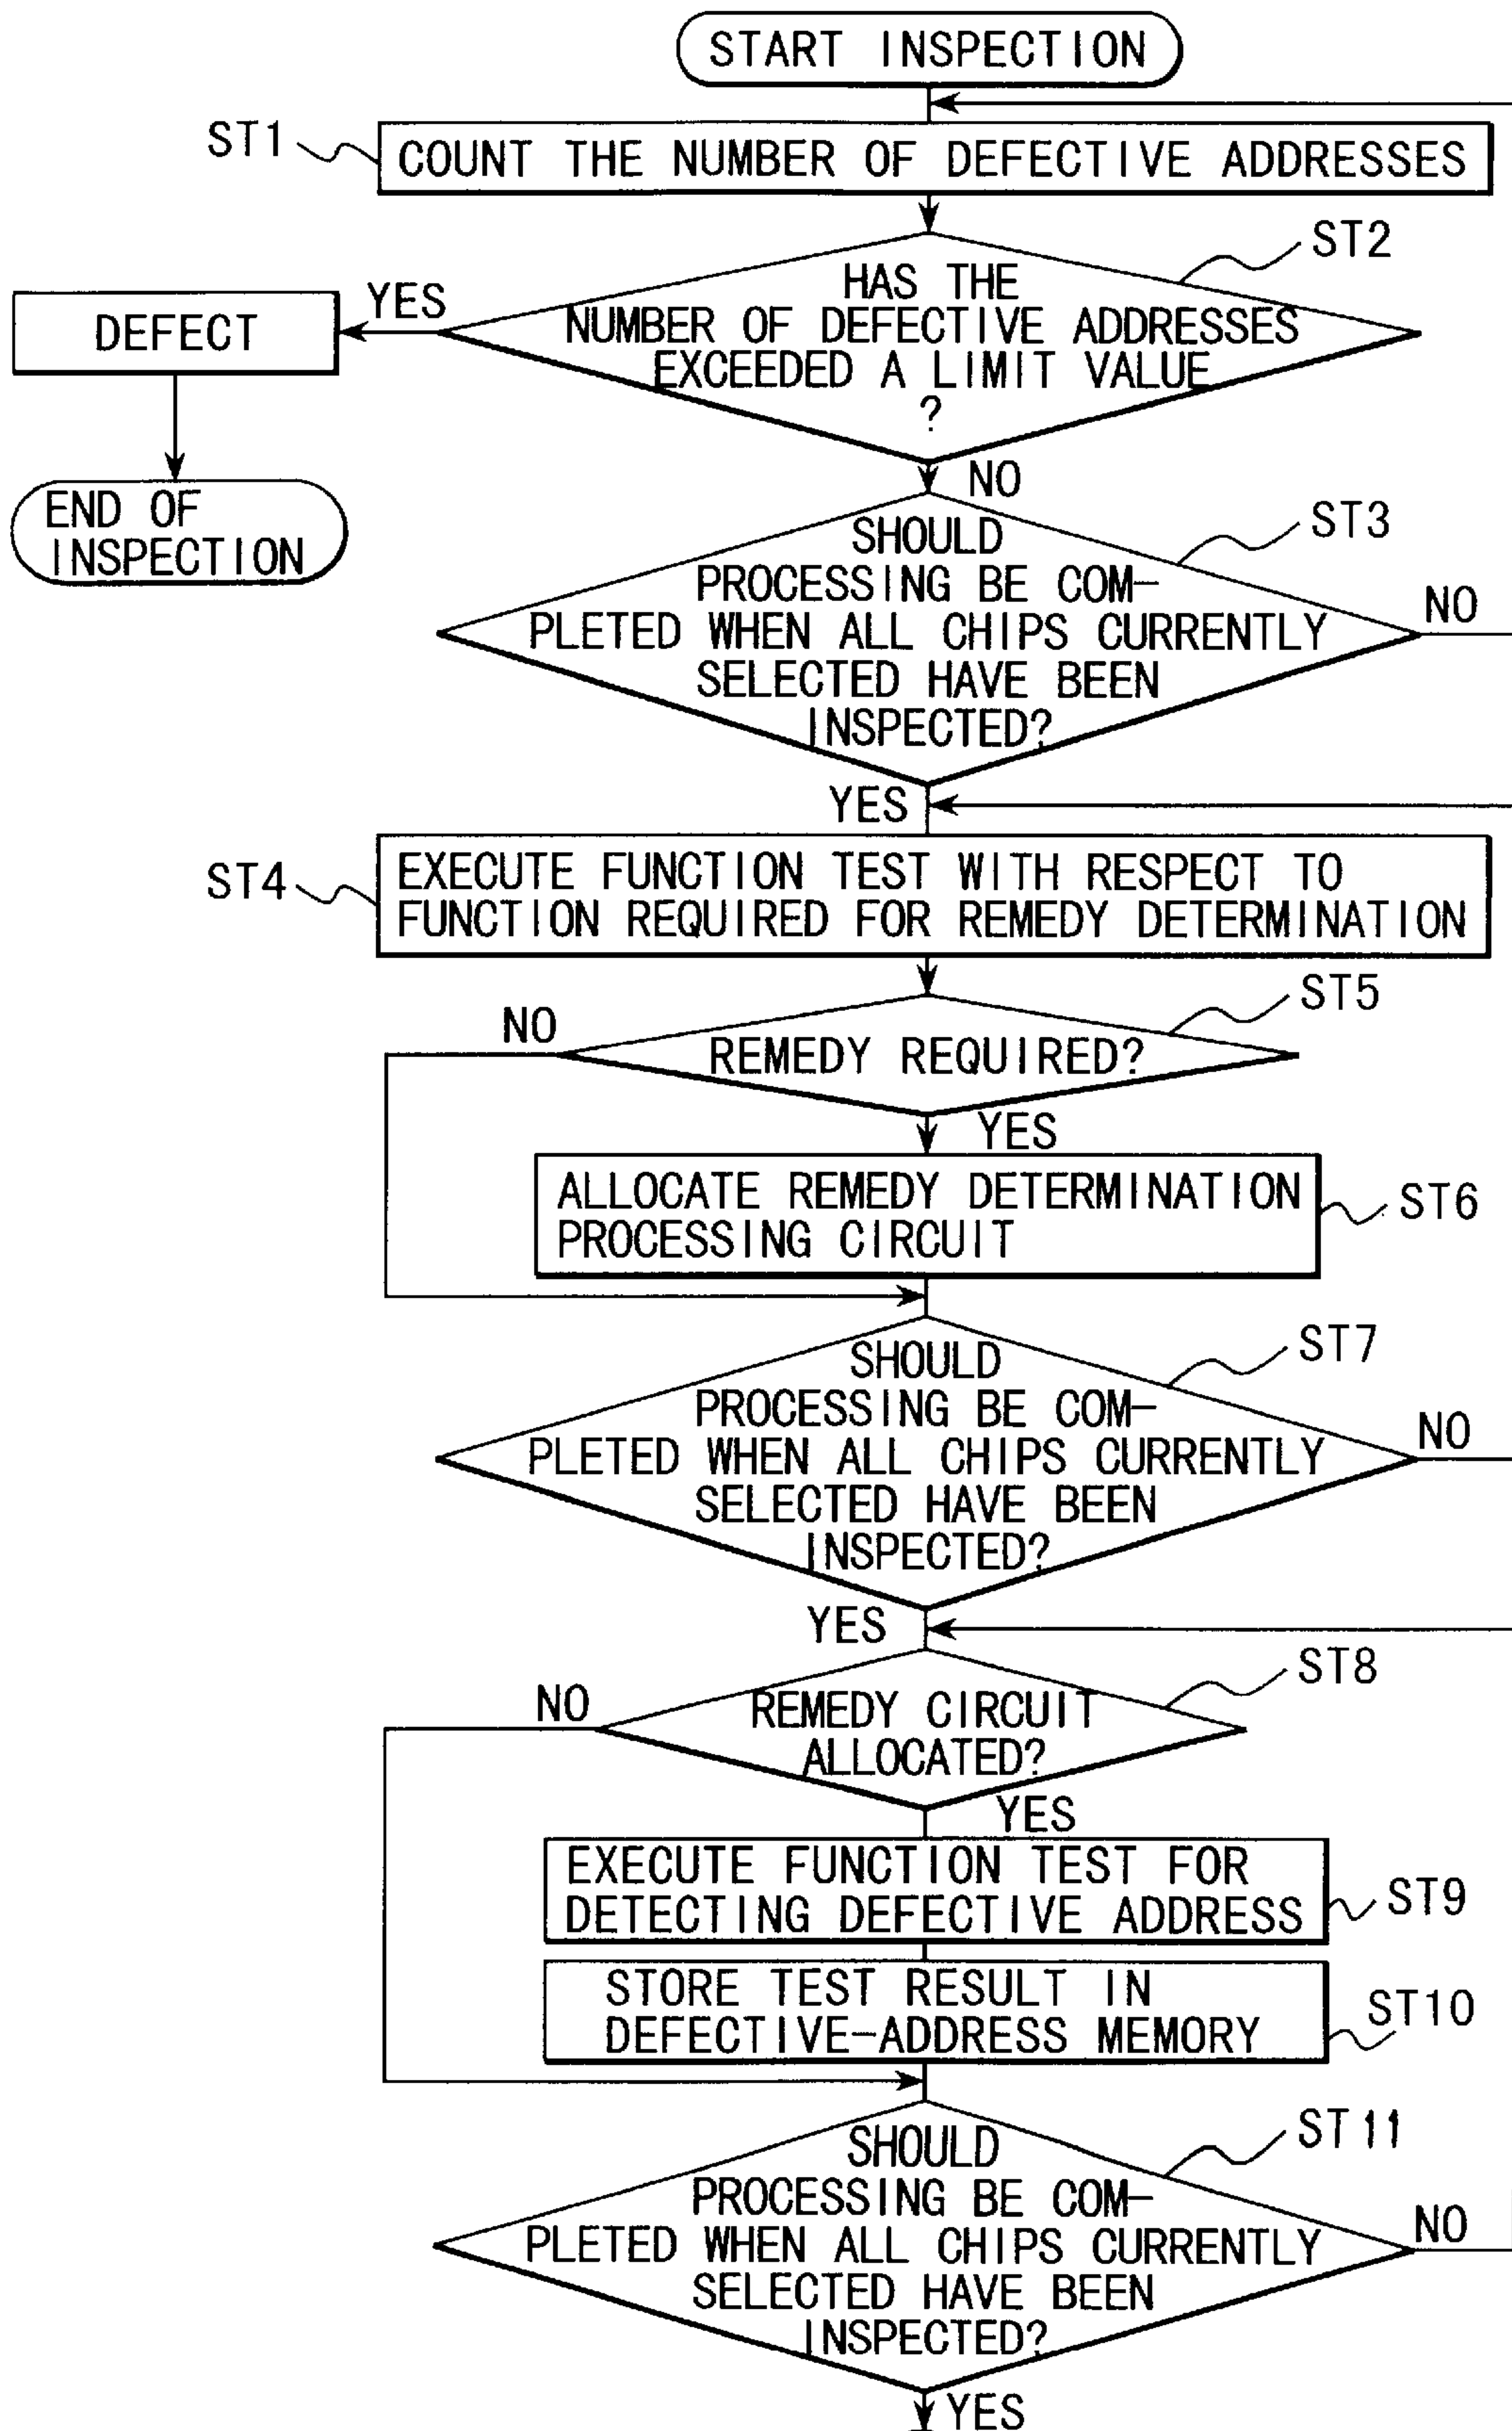 START INSPECTION
ST1
COUNT THE NUMBER OF DEFECTIVE ADDRESSES
ST2
HAS THE
NUMBER OF DEFECTIVE ADDRESSES
EXCEEDED A LIMIT VALUE
?
YES
DEFECT
END OF
INSPECTION
NO
ST3
SHOULD
PROCESSING BE COM-
PLETED WHEN ALL CHIPS CURRENTLY
SELECTED HAVE BEEN
INSPECTED?
NO
YES
ST4
EXECUTE FUNCTION TEST WITH RESPECT TO
FUNCTION REQUIRED FOR REMEDY DETERMINATION
ST5
NO
REMEDY REQUIRED?
YES
ALLOCATE REMEDY DETERMINATION
PROCESSING CIRCUIT
ST6
ST7
SHOULD
PROCESSING BE COM-
PLETED WHEN ALL CHIPS CURRENTLY
SELECTED HAVE BEEN
INSPECTED?
NO
YES
ST8
NO
REMEDY CIRCUIT
ALLOCATED?
YES
EXECUTE FUNCTION TEST FOR
DETECTING DEFECTIVE ADDRESS
ST9
STORE TEST RESULT IN
DEFECTIVE-ADDRESS MEMORY
ST10
ST11
SHOULD
PROCESSING BE COM-
PLETED WHEN ALL CHIPS CURRENTLY
SELECTED HAVE BEEN
INSPECTED?
NO
YES